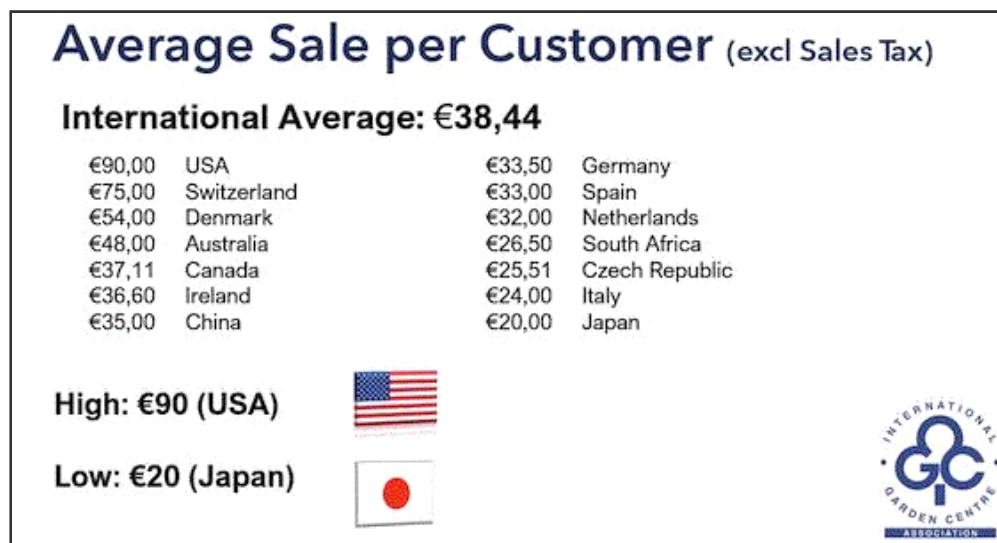 Average Sale per Customer (excl Sales Tax)
International Average: €38,44
€90,00 USA
€75,00 Switzerland
€54,00 Denmark
€48,00 Australia
€37,11 Canada
€36,60 Ireland
€35,00 China
€33,50 Germany
€33,00 Spain
€32,00 Netherlands
€26,50 South Africa
€25,51 Czech Republic
€24,00 Italy
€20,00 Japan
High: €90 (USA)
Low: €20 (Japan)
INTERNATIONAL
GC
GARDEN CENTRE
ASSOCIATION